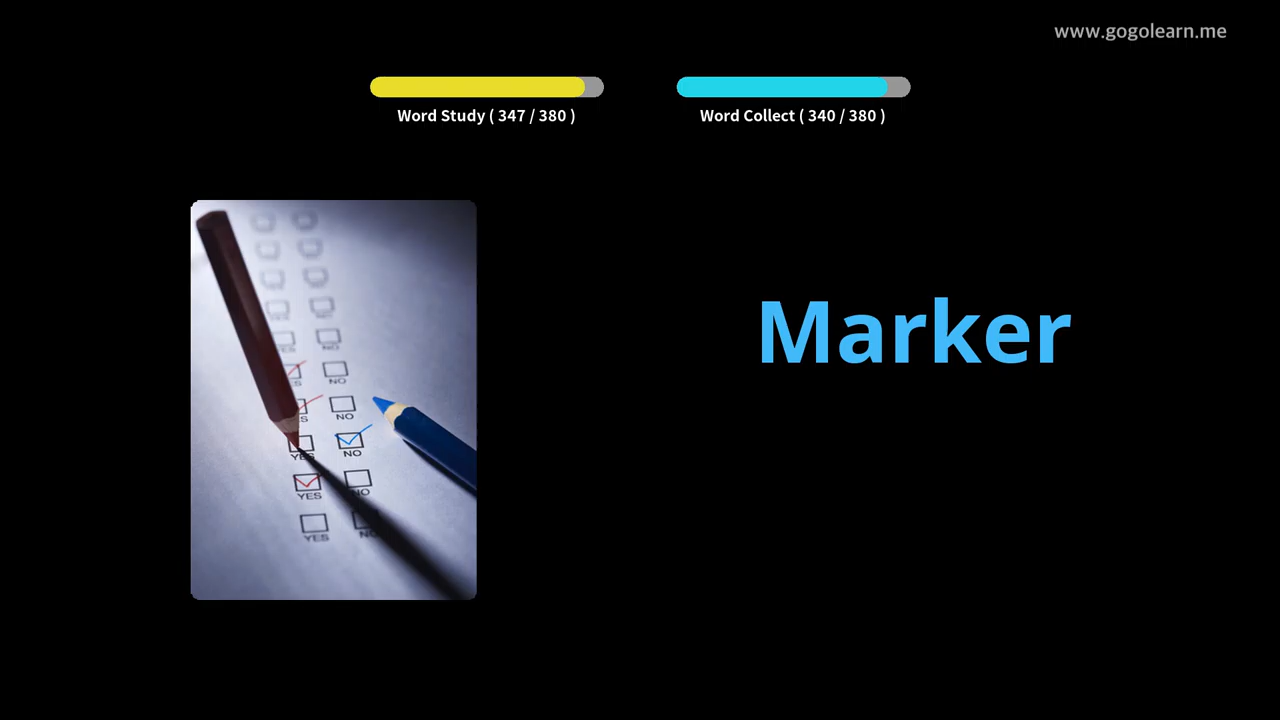 www.gogolearn.me
Word Study ( 347 / 380 )
Word Collect ( 340 / 380 )
Marker
NO
NO
YES
NO
YES
NO
YES